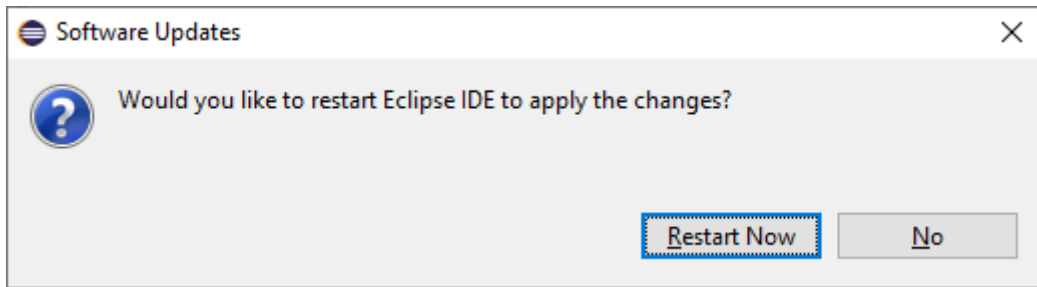 Software Updates
Would you like to restart Eclipse IDE to apply the changes?
Restart Now No